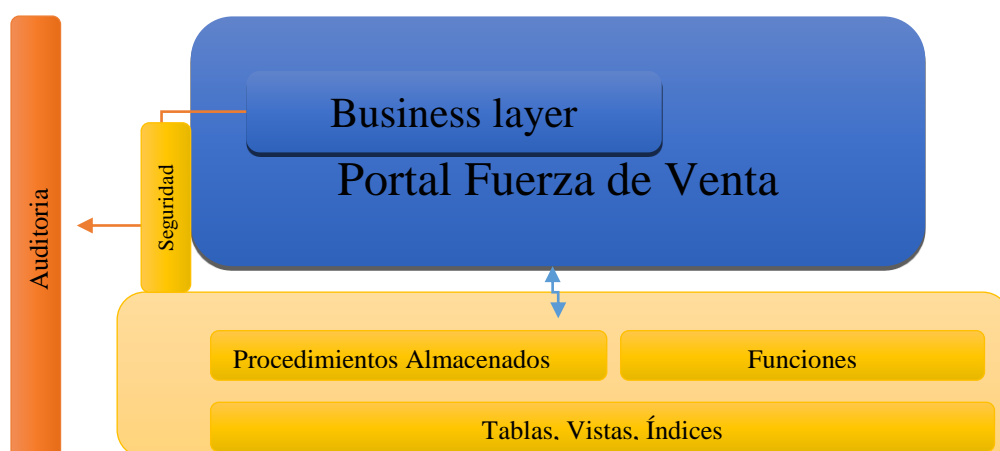 Business layer
Portal Fuerza de Venta
Seguridad
Auditoria
Procedimientos Almacenados
Funciones
Tablas, Vistas, Índices